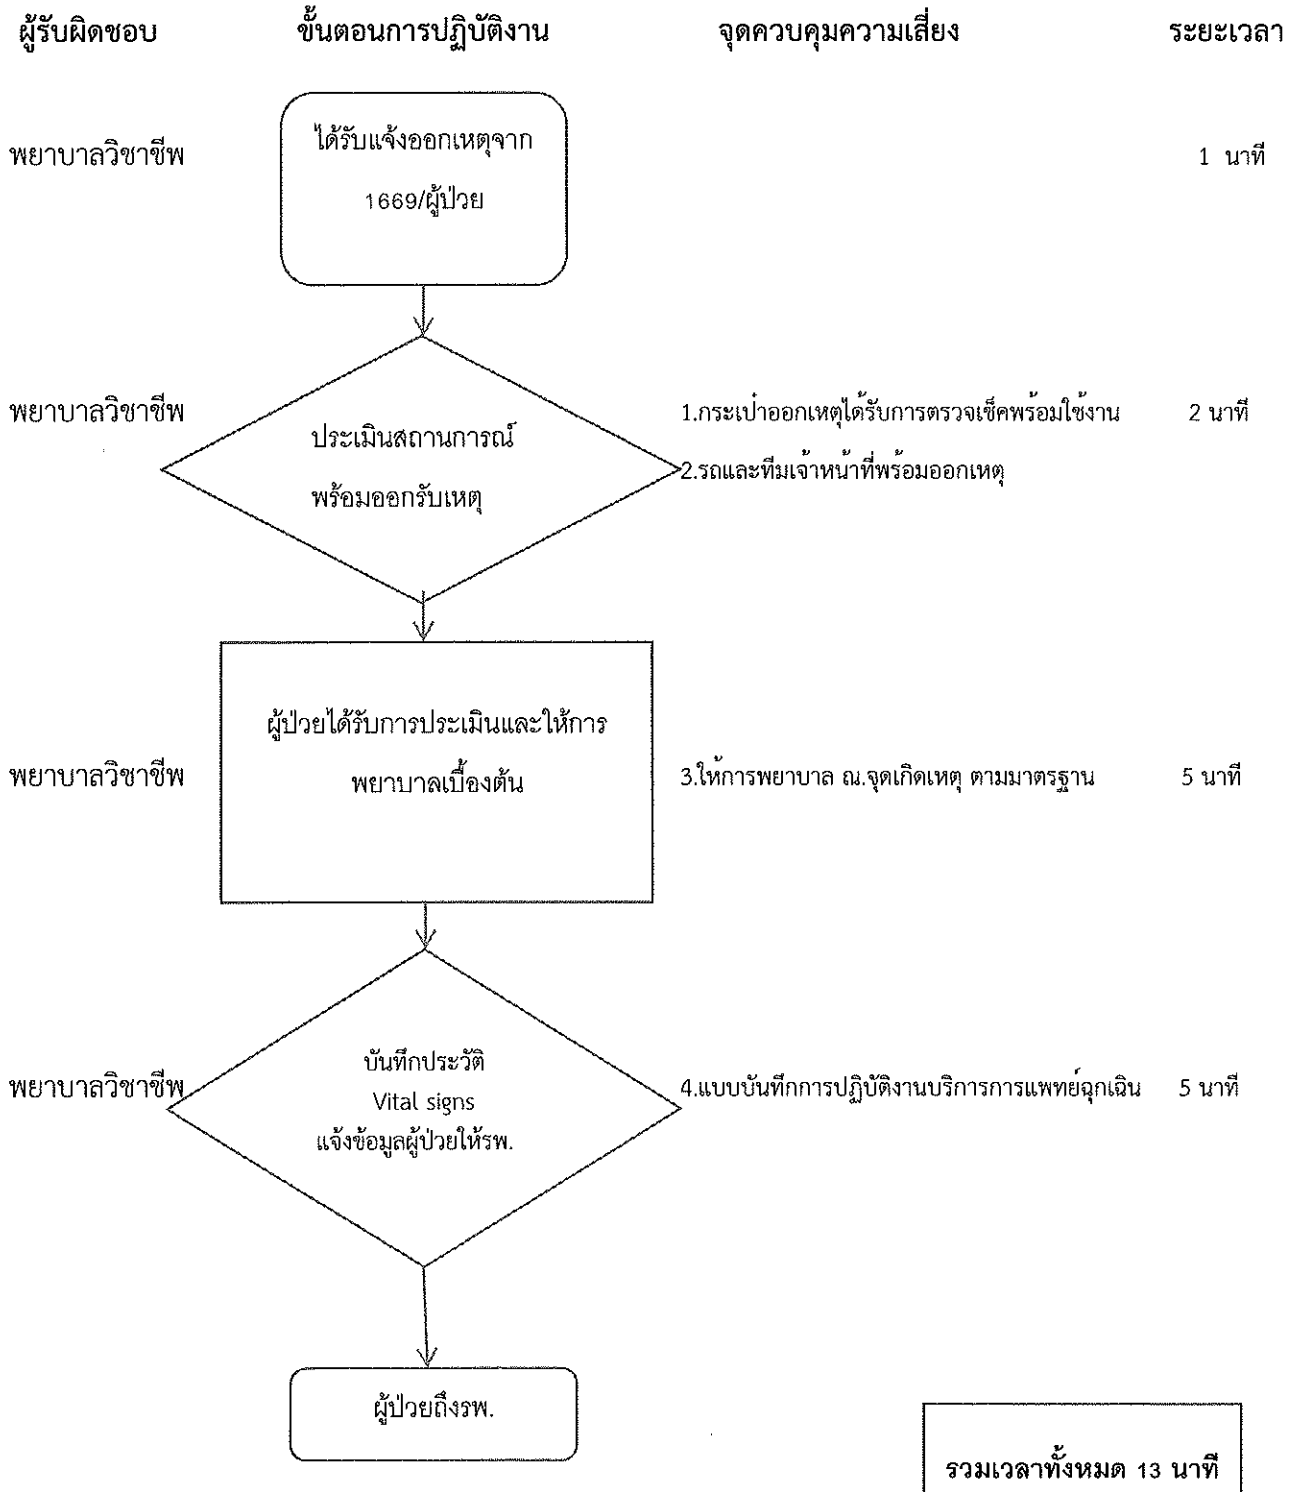 ผู้รับผิดชอบ ขั้นตอนการปฏิบัติงาน จุดควบคุมความเสี่ยง ระยะเวลา
ได้รับแจ้งออกเหตุจาก
พยาบาลวิชาชีพ 1 นาที
1669/ผู้ป่วย
พยาบาลวิชาชีพ 1.กระเป๋าออกเหตุได้รับการตรวจเช็คพร้อมใช้งาน 2 นาที
ประเมินสถานการณ์
2.รถและทีมเจ้าหน้าที่พร้อมออกเหตุ
พร้อมออกรับเหตุ
ผู้ป่วยได้รับการประเมินและให้การ
พยาบาลวิชาชีพ พยาบาลเบื้องต้น 3.ให้การพยาบาล ณ.จุดเกิดเหตุ ตามมาตรฐาน 5 นาที
บันทึกประวัติ
พยาบาลวิชาชีพ 4.แบบบันทึกการปฏิบัติงานบริการการแพทย์ฉุกเฉิน 5 นาที
Vital signs
แจ้งข้อมูลผู้ป่วยให้รพ.
ผู้ป่วยถึงรพ.
รวมเวลาทั้งหมด 13 นาที